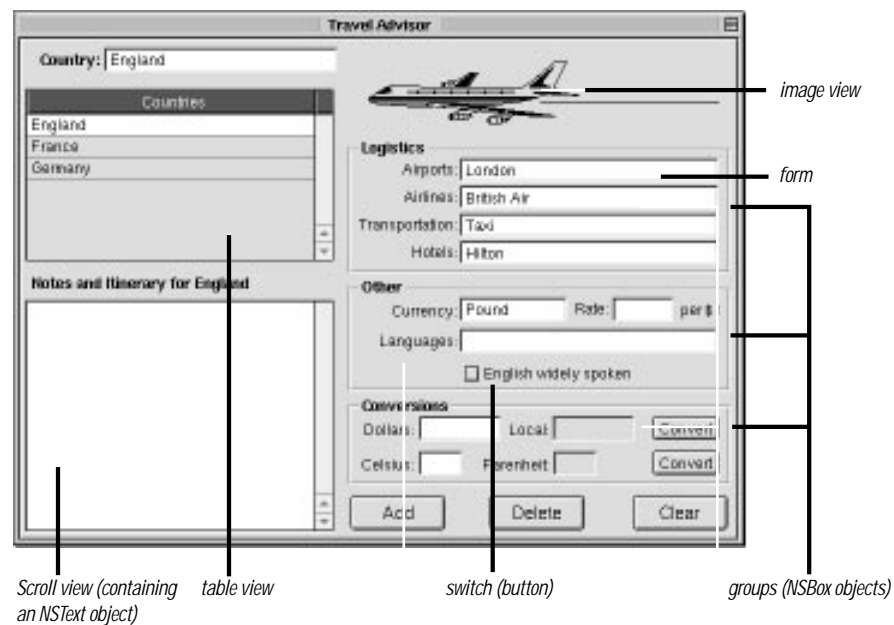 Travel Advisor
Country: England
Countries
England
France
Germany
Notes and Itinerary for England
image view
Logistics
Airports: London
form
Airlines: British Air
Transportation: Taxi
Hotels: Hilton
Other
Currency: Pound Rate: per $
Languages:
English widely spoken
Conversions
Dollars: Local: Convert
Celsius: Farenheit: Convert
Add Delete Clear
Scroll view (containing
an NSText object)
table view
switch (button)
groups (NSBox objects)